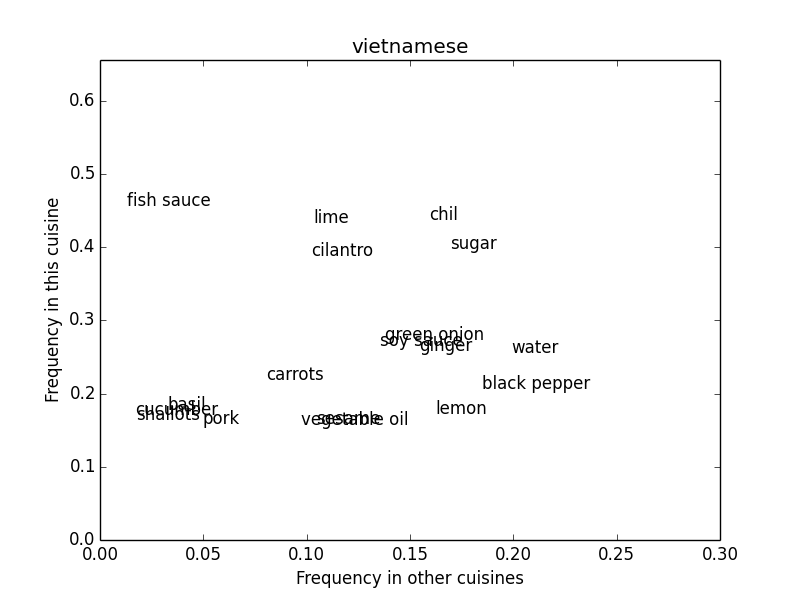 vietnamese
Frequency in this cuisine
0.6
0.5
0.4
0.3
0.2
0.1
0.0
fish sauce
lime
chil
sugar
cilantro
green onion
soy sauce
ginger
water
carrots
black pepper
basil
cucumber
shallots
pork
sesame
vegetable oil
lemon
0.00 0.05 0.10 0.15 0.20 0.25 0.30
Frequency in other cuisines